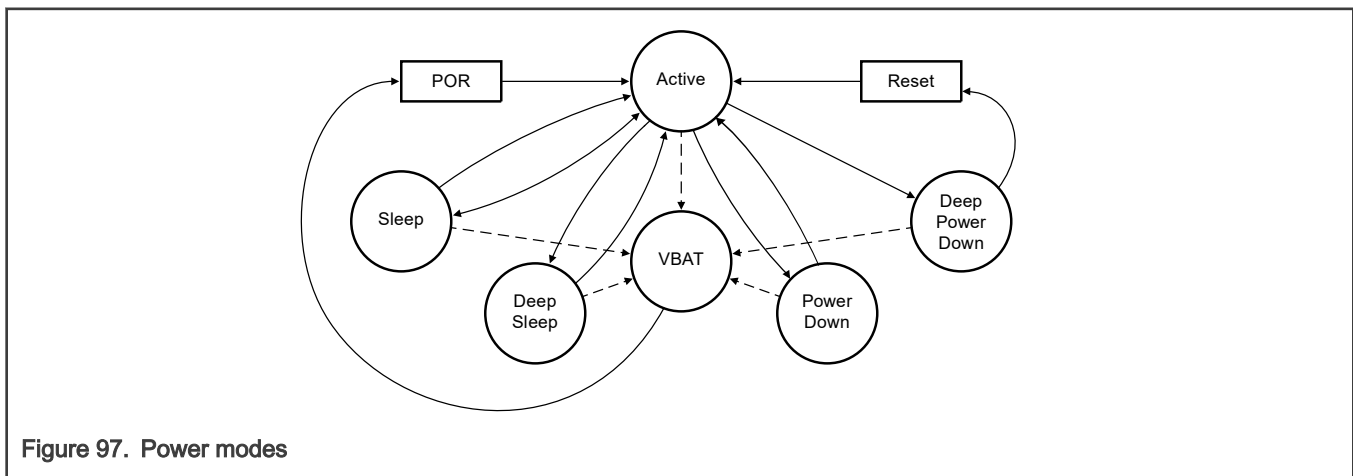 POR
Active
Reset
Sleep
VBAT
Deep
Power
Down
Deep
Sleep
Power
Down
Figure 97. Power modes